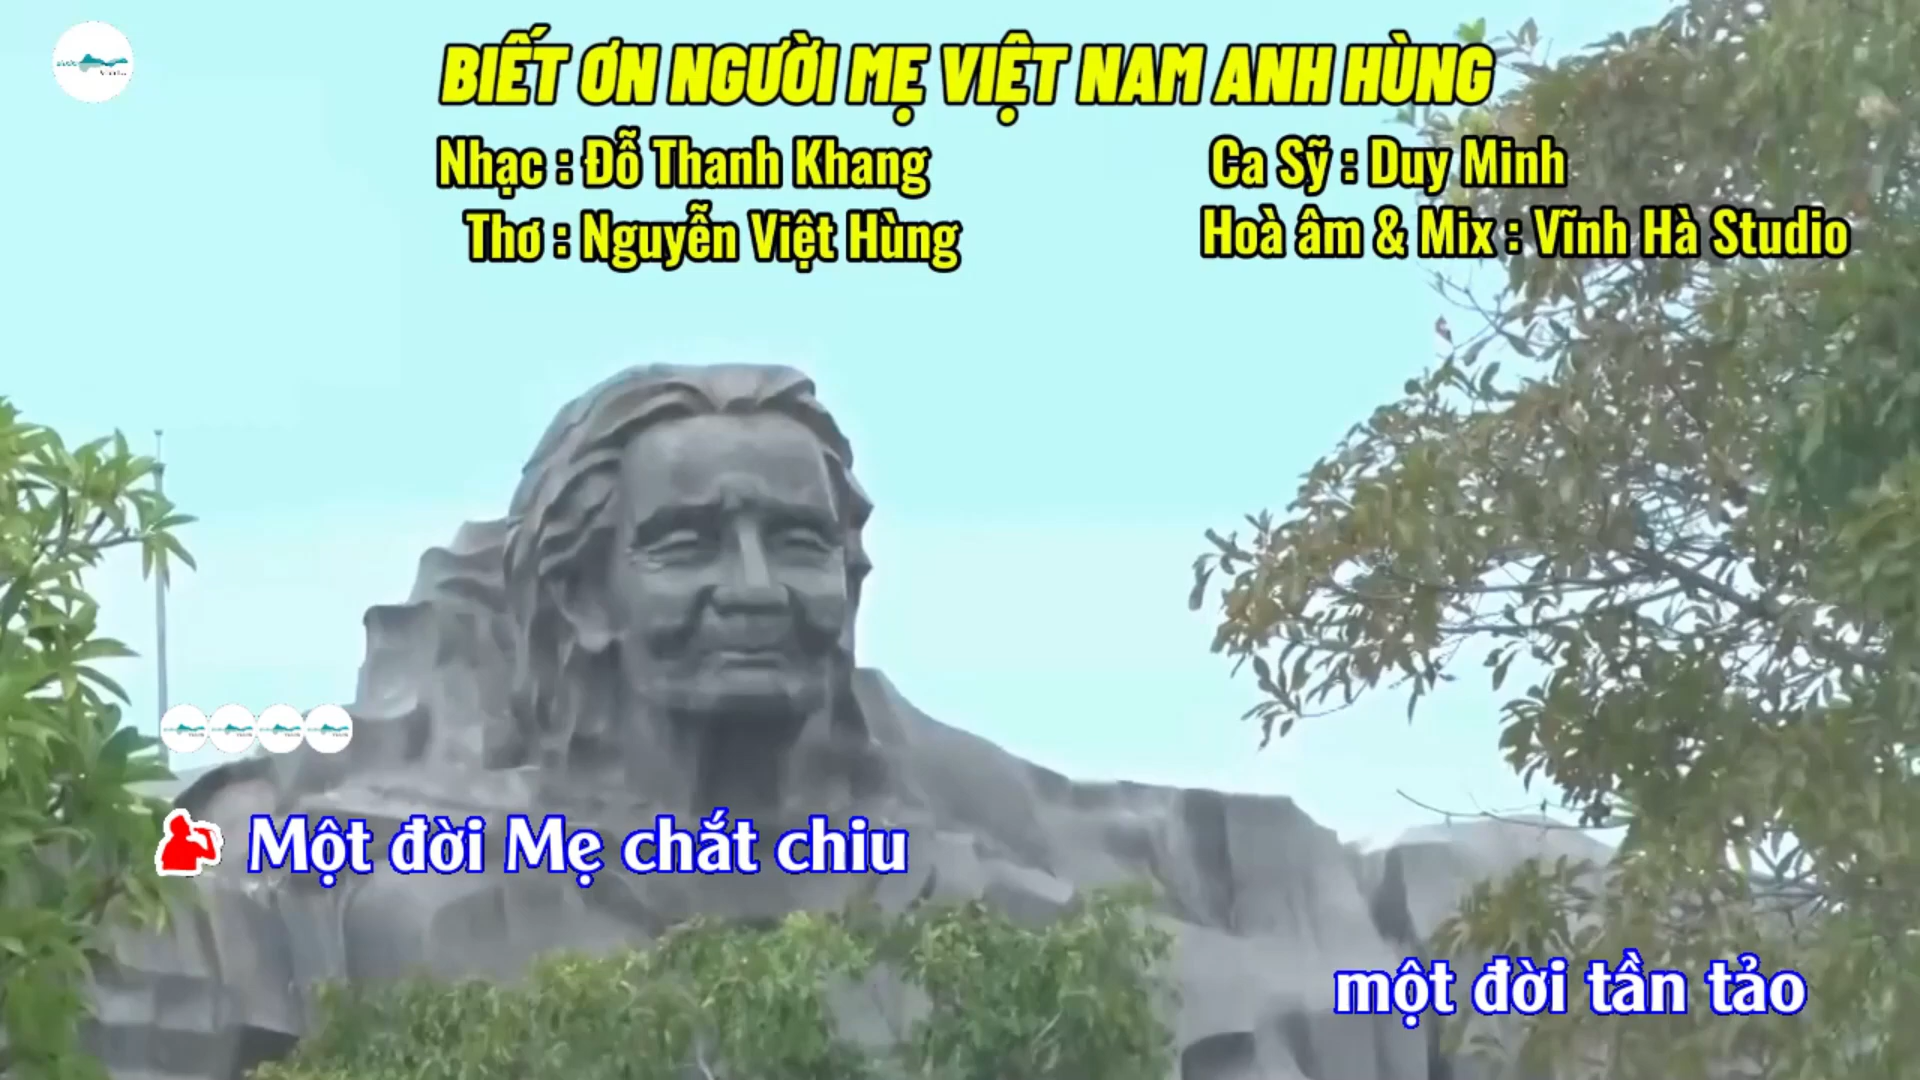 BIẾT ƠN NGƯỜI MẸ VIỆT NAM ANH HÙNG
Nhạc : Đỗ Thanh Khang
Ca Sỹ : Duy Minh
Thơ : Nguyễn Việt Hùng
Hoà âm & Mix : Vĩnh Hà Studio
Một đời Mẹ chắt chiu
một đời tần tảo